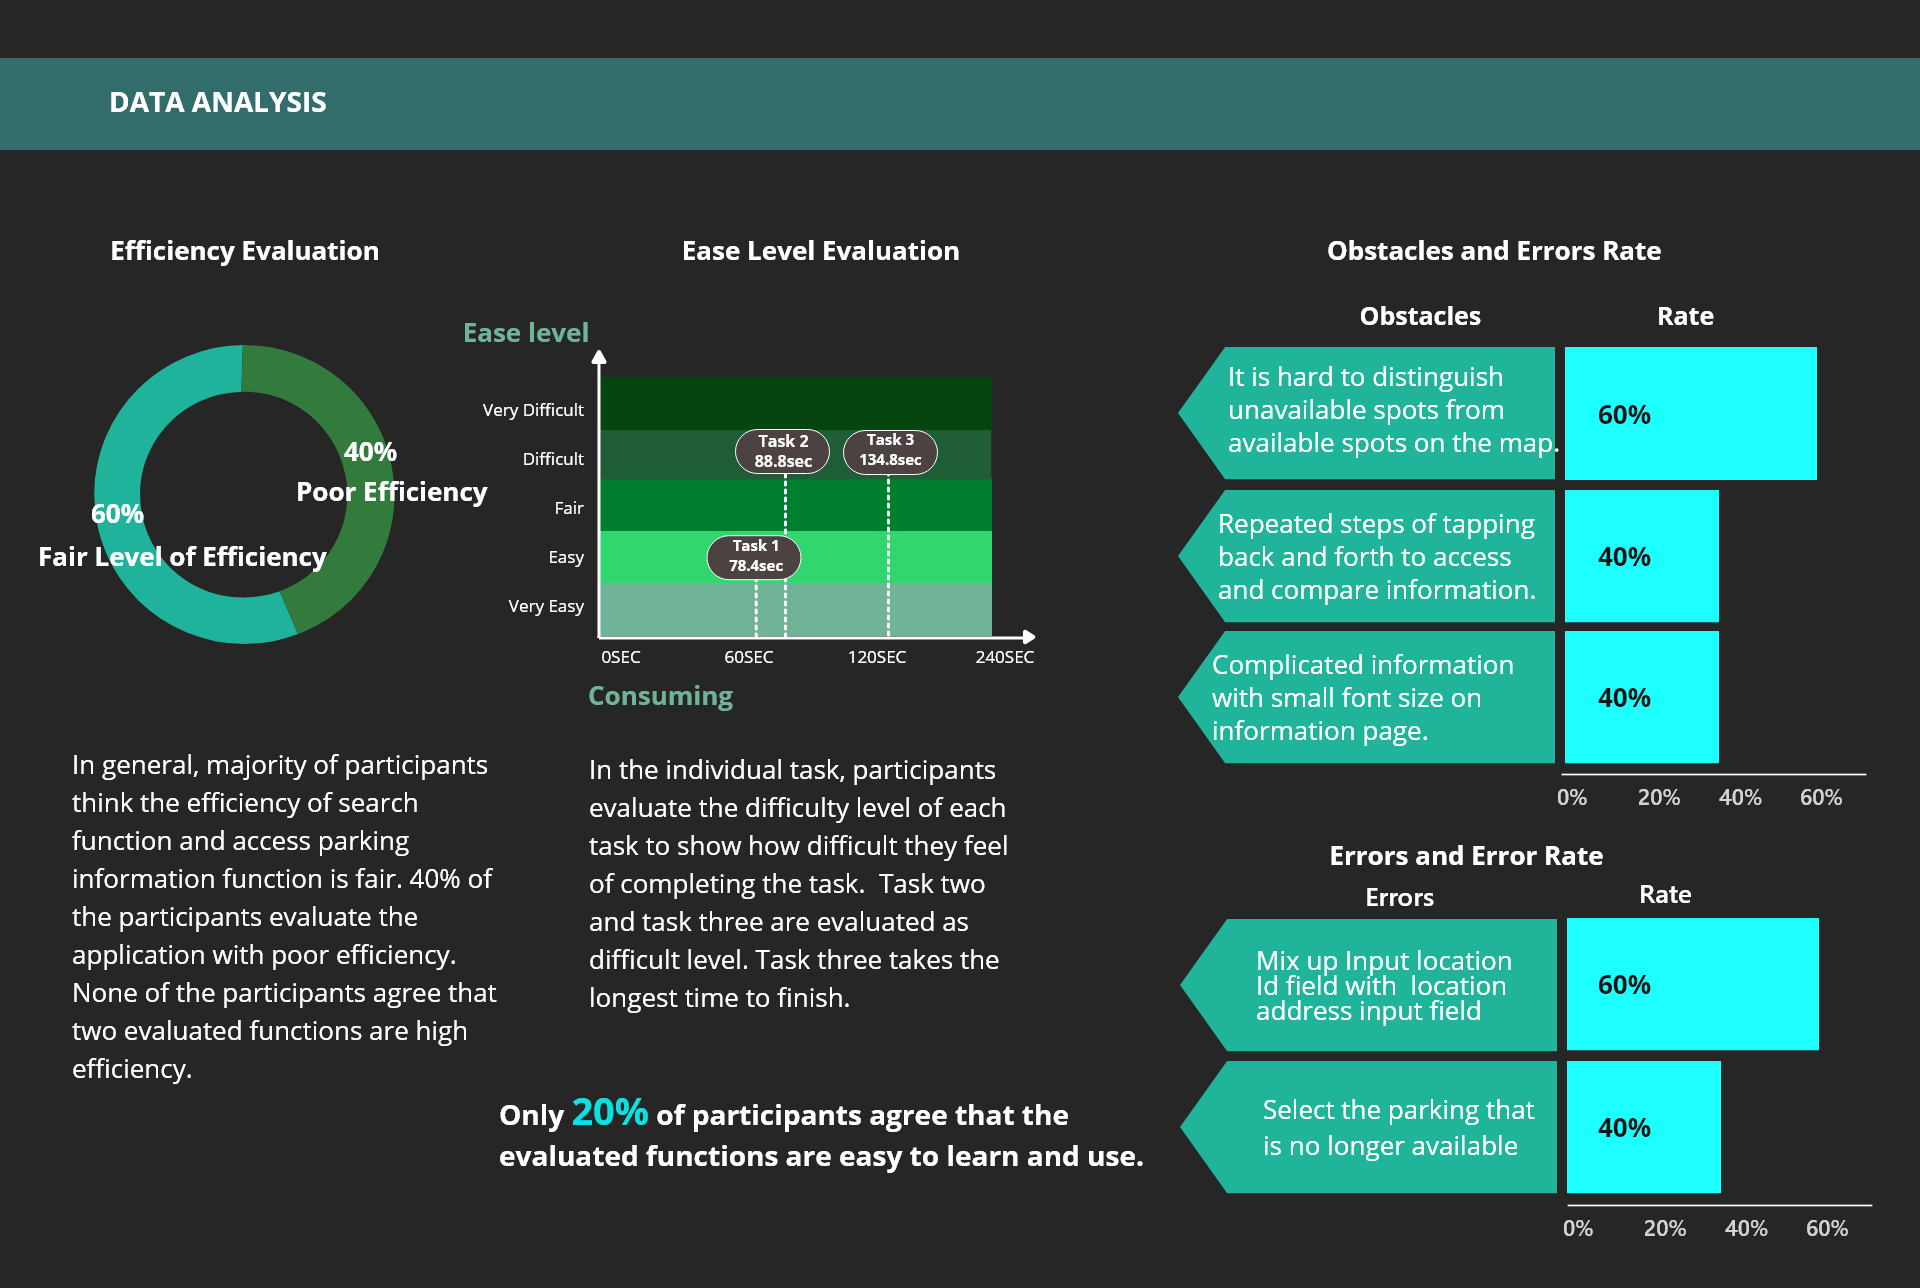 DATA ANALYSIS
Efficiency Evaluation
40%
Poor Efficiency
60%
Fair Level of Efficiency
In general, majority of participants
think the efficiency of search
function and access parking
information function is fair. 40% of
the participants evaluate the
application with poor efficiency.
None of the participants agree that
two evaluated functions are high
efficiency.
Ease Level Evaluation
Ease level
Very Difficult
Difficult
Fair
Easy
Very Easy
Task 2
88.8sec
Task 3
134.8sec
Task 1
78.4sec
0SEC 60SEC 120SEC 240SEC
Consuming
In the individual task, participants
evaluate the difficulty level of each
task to show how difficult they feel
of completing the task.  Task two
and task three are evaluated as
difficult level. Task three takes the
longest time to finish.
Only 20% of participants agree that the
evaluated functions are easy to learn and use.
Obstacles and Errors Rate
Obstacles Rate
It is hard to distinguish
unavailable spots from
available spots on the map.
60%
Repeated steps of tapping
back and forth to access
and compare information.
40%
Complicated information
with small font size on
information page.
40%
0% 20% 40% 60%
Errors and Error Rate
Errors Rate
Mix up Input location
Id field with  location
address input field
60%
Select the parking that
is no longer available
40%
0% 20% 40% 60%